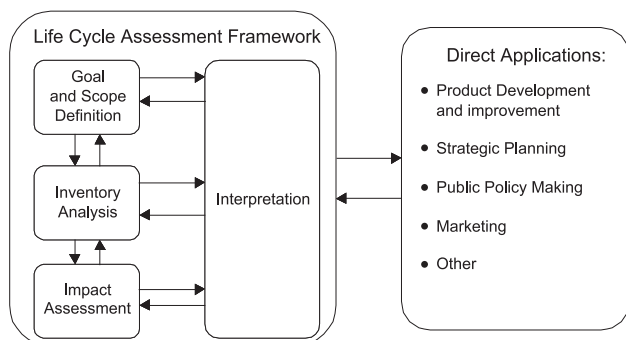 Life Cycle Assessment Framework
Goal
and Scope
Definition
Inventory
Analysis
Impact
Assessment
Interpretation
Direct Applications:
• Product Development
and improvement
• Strategic Planning
• Public Policy Making
• Marketing
• Other